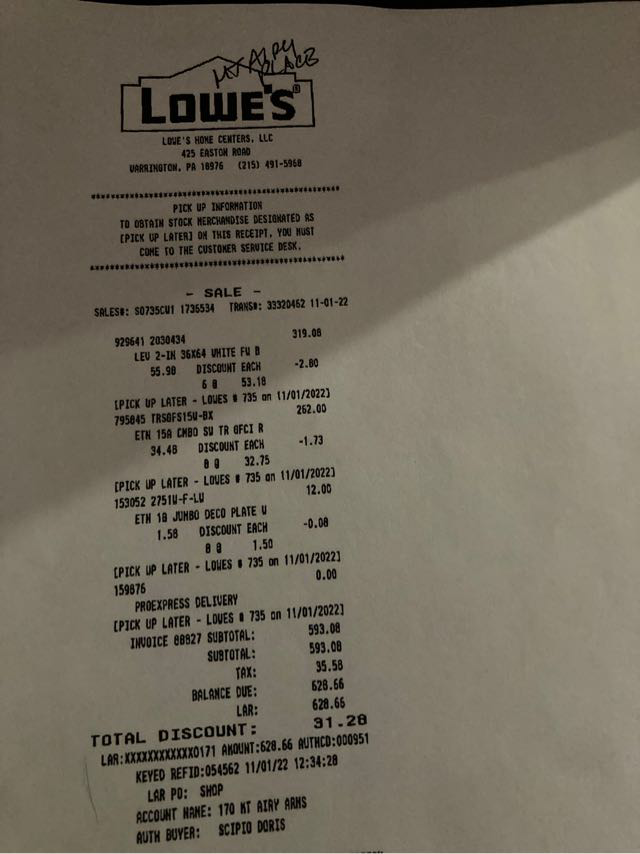 MT AIRY
PLACE
LOWE'S®
LOWE'S HOME CENTERS, LLC
425 EASTON ROAD
WARRINGTON, PA 18976 (215) 491-5968
PICK UP INFORMATION
TO OBTAIN STOCK MERCHANDISE DESIGNATED AS
[PICK UP LATER] ON THIS RECEIPT, YOU MUST
COME TO THE CUSTOMER SERVICE DESK.
- SALE -
SALES#: S0735CU1 1736534 TRANS#: 33320462 11-01-22
929641 2030434 319.08
LEV 2-IN 36X64 WHITE FW B
55.98 DISCOUNT EACH -2.80
6 @ 53.18
[PICK UP LATER - LOWES # 735 on 11/01/2022]
795845 TRSGFS15W-BX 262.00
ETN 15A CMBO SW TR GFCI R
34.48 DISCOUNT EACH -1.73
8 @ 32.75
[PICK UP LATER - LOWES # 735 on 11/01/2022]
153052 2751W-F-LW 12.00
ETN 1G JUMBO DECO PLATE W
1.58 DISCOUNT EACH -0.08
8 @ 1.50
[PICK UP LATER - LOWES # 735 on 11/01/2022]
159876 0.00
PROEXPRESS DELIVERY
[PICK UP LATER - LOWES # 735 on 11/01/2022]
INVOICE 88827 SUBTOTAL: 593.08
SUBTOTAL: 593.08
TAX: 35.58
BALANCE DUE: 628.66
LAR: 628.66
TOTAL DISCOUNT: 31.28
LAR:XXXXXXXXXXXX0171 AMOUNT:628.66 AUTHCD:000951
KEYED REFID:054562 11/01/22 12:34:28
LAR PO: SHOP
ACCOUNT NAME: 170 MT AIRY ARMS
AUTH BUYER: SCIPIO DORIS